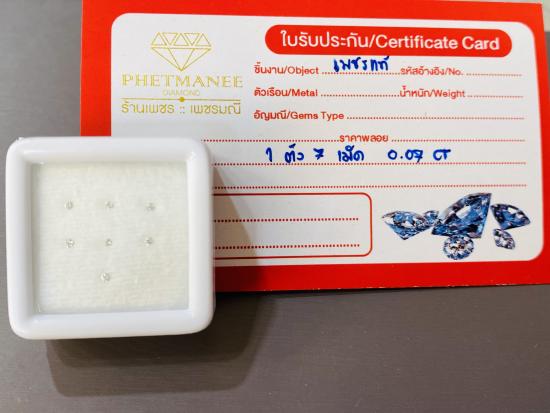 PHETMANEE
DIAMOND
ร้านเพชร :: เพชรมณี
ใบรับประกัน/Certificate Card
ชิ้นงาน/Object เพชรแท้ รหัสอ้างอิง/No.
ตัวเรือน/Metal น้ำหนัก/Weight
อัญมณี/Gems Type
ราคาพลอย
7 เม็ด 0.07 ct